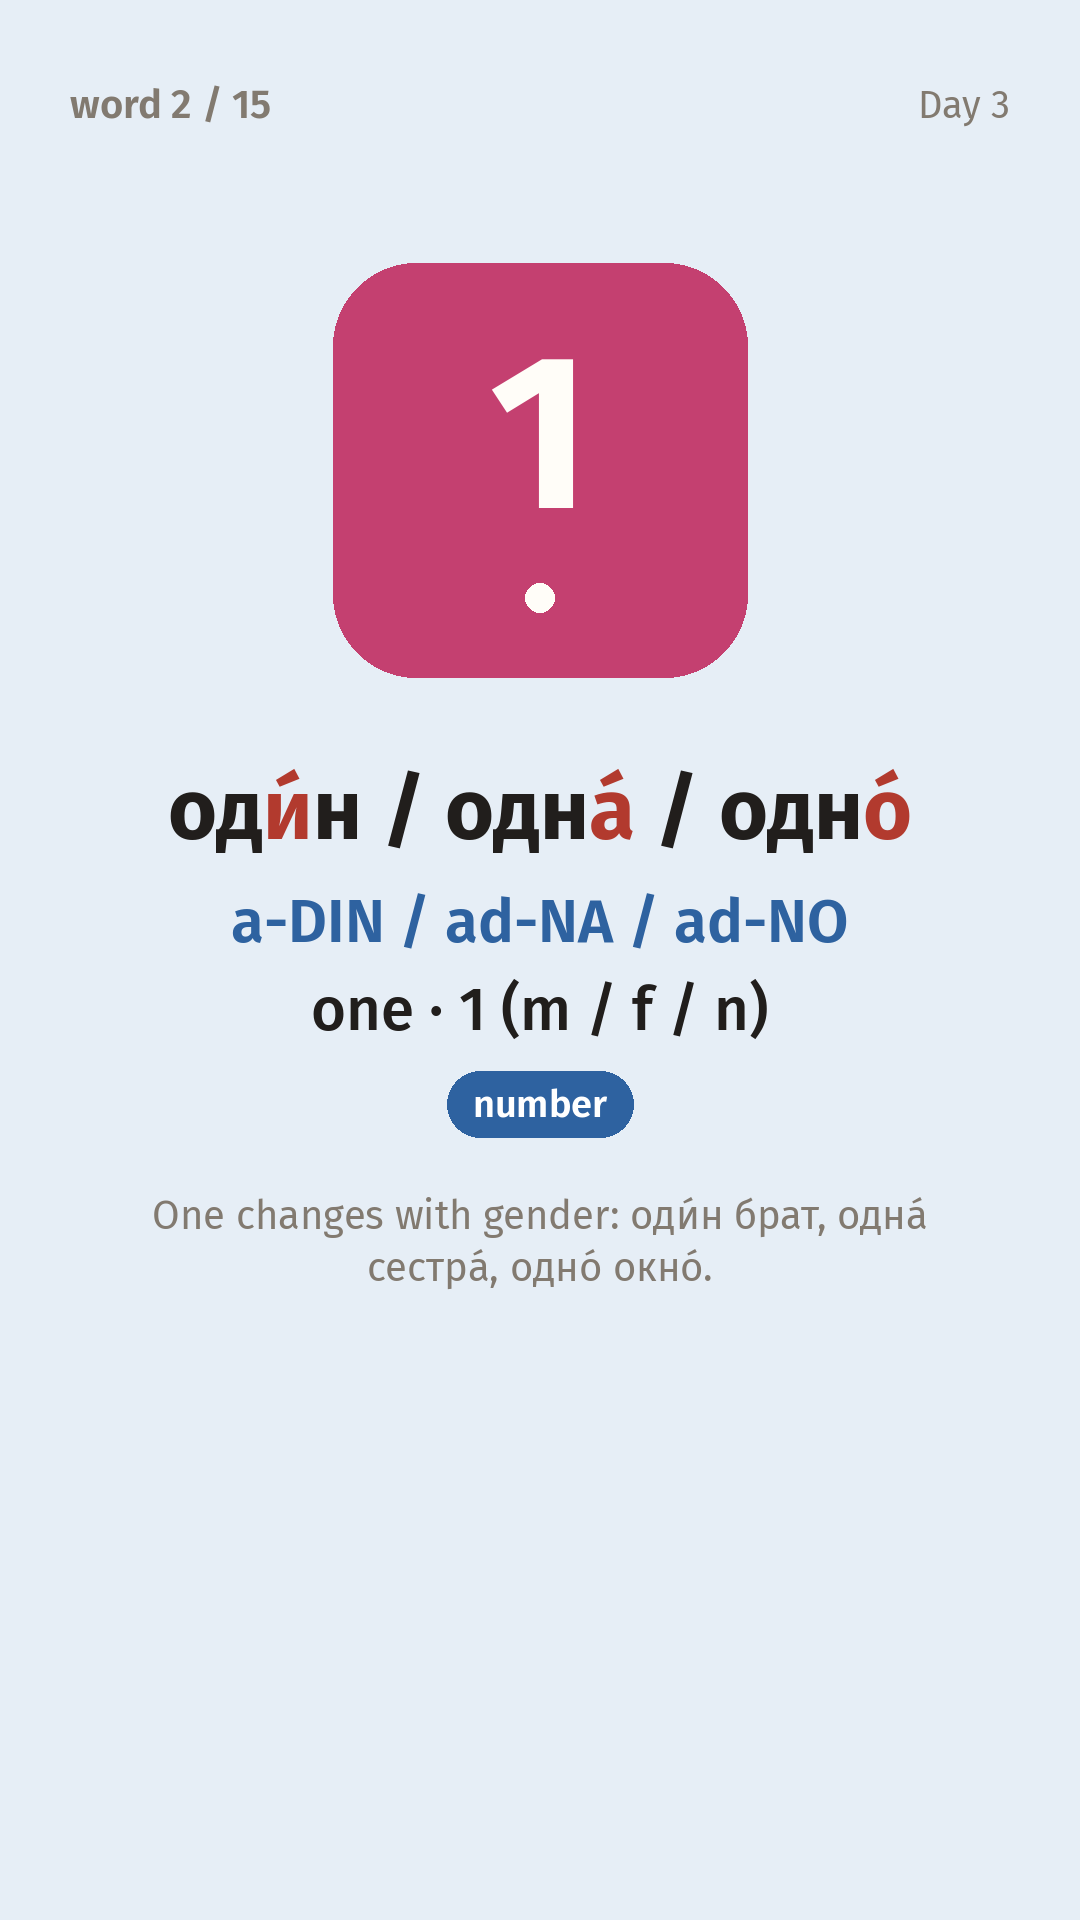 word 2 / 15
Day 3
1
оди́н / одна́ / одно́
a-DIN / ad-NA / ad-NO
one · 1 (m / f / n)
number
One changes with gender: оди́н брат, одна́
сестра́, одно́ окно́.